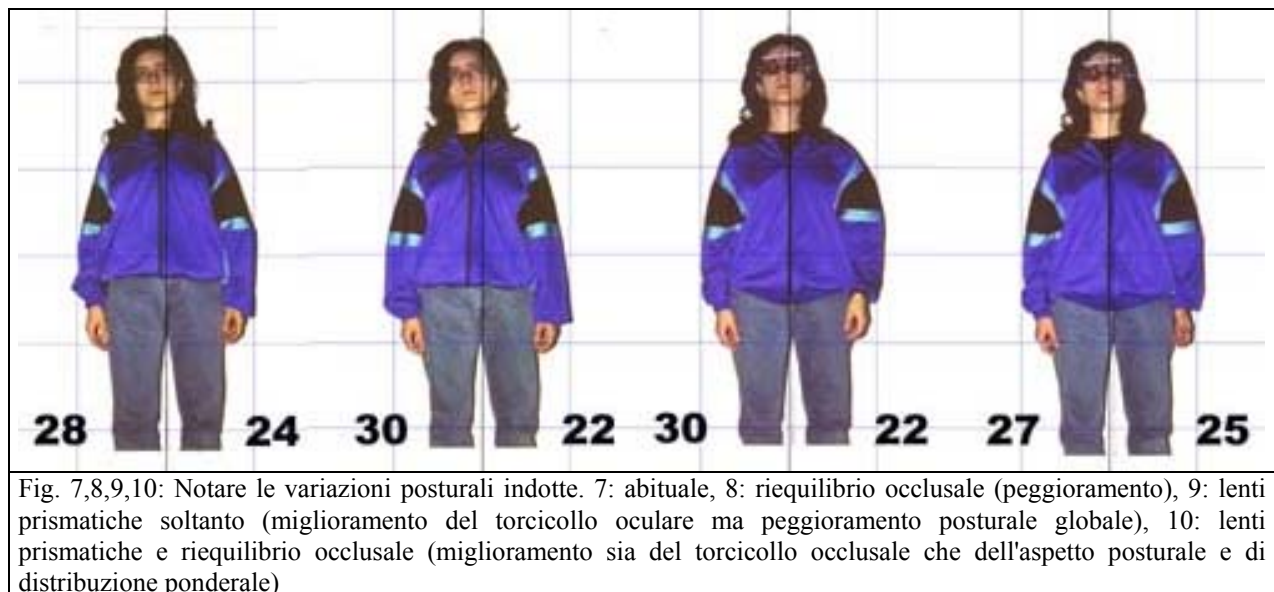 28 24 30 22 30 22 27 25
Fig. 7,8,9,10: Notare le variazioni posturali indotte. 7: abituale, 8: riequilibrio occlusale (peggioramento), 9: lenti
prismatiche soltanto (miglioramento del torcicollo oculare ma peggioramento posturale globale), 10: lenti
prismatiche e riequilibrio occlusale (miglioramento sia del torcicollo occlusale che dell'aspetto posturale e di
distribuzione ponderale)